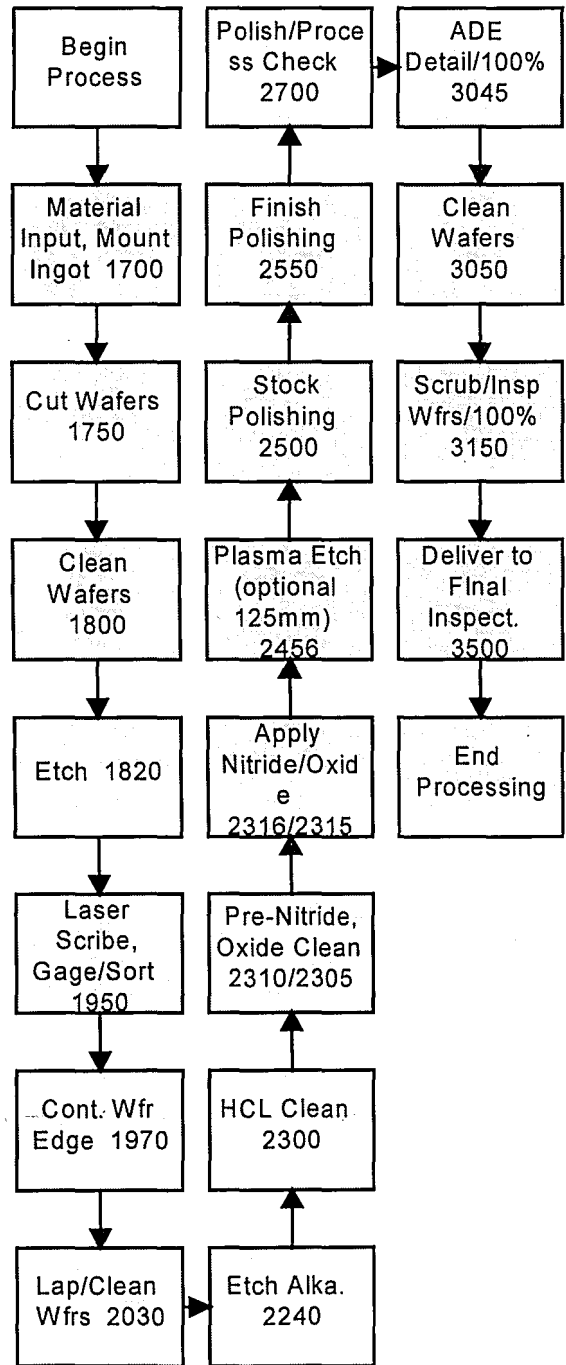 Begin
Process
Material
Input, Mount
Ingot 1700
Cut Wafers
1750
Clean
Wafers
1800
Etch 1820
Laser
Scribe,
Gage/Sort
1950
Cont. Wfr
Edge 1970
Lap/Clean
Wfrs 2030
Etch Alka.
2240
HCL Clean
2300
Pre-Nitride,
Oxide Clean
2310/2305
Apply
Nitride/Oxid
e
2316/2315
Plasma Etch
(optional
125mm)
2456
Stock
Polishing
2500
Finish
Polishing
2550
Polish/Proce
ss Check
2700
ADE
Detail/100%
3045
Clean
Wafers
3050
Scrub/Insp
Wfrs/100%
3150
Deliver to
FInal
Inspect.
3500
End
Processing